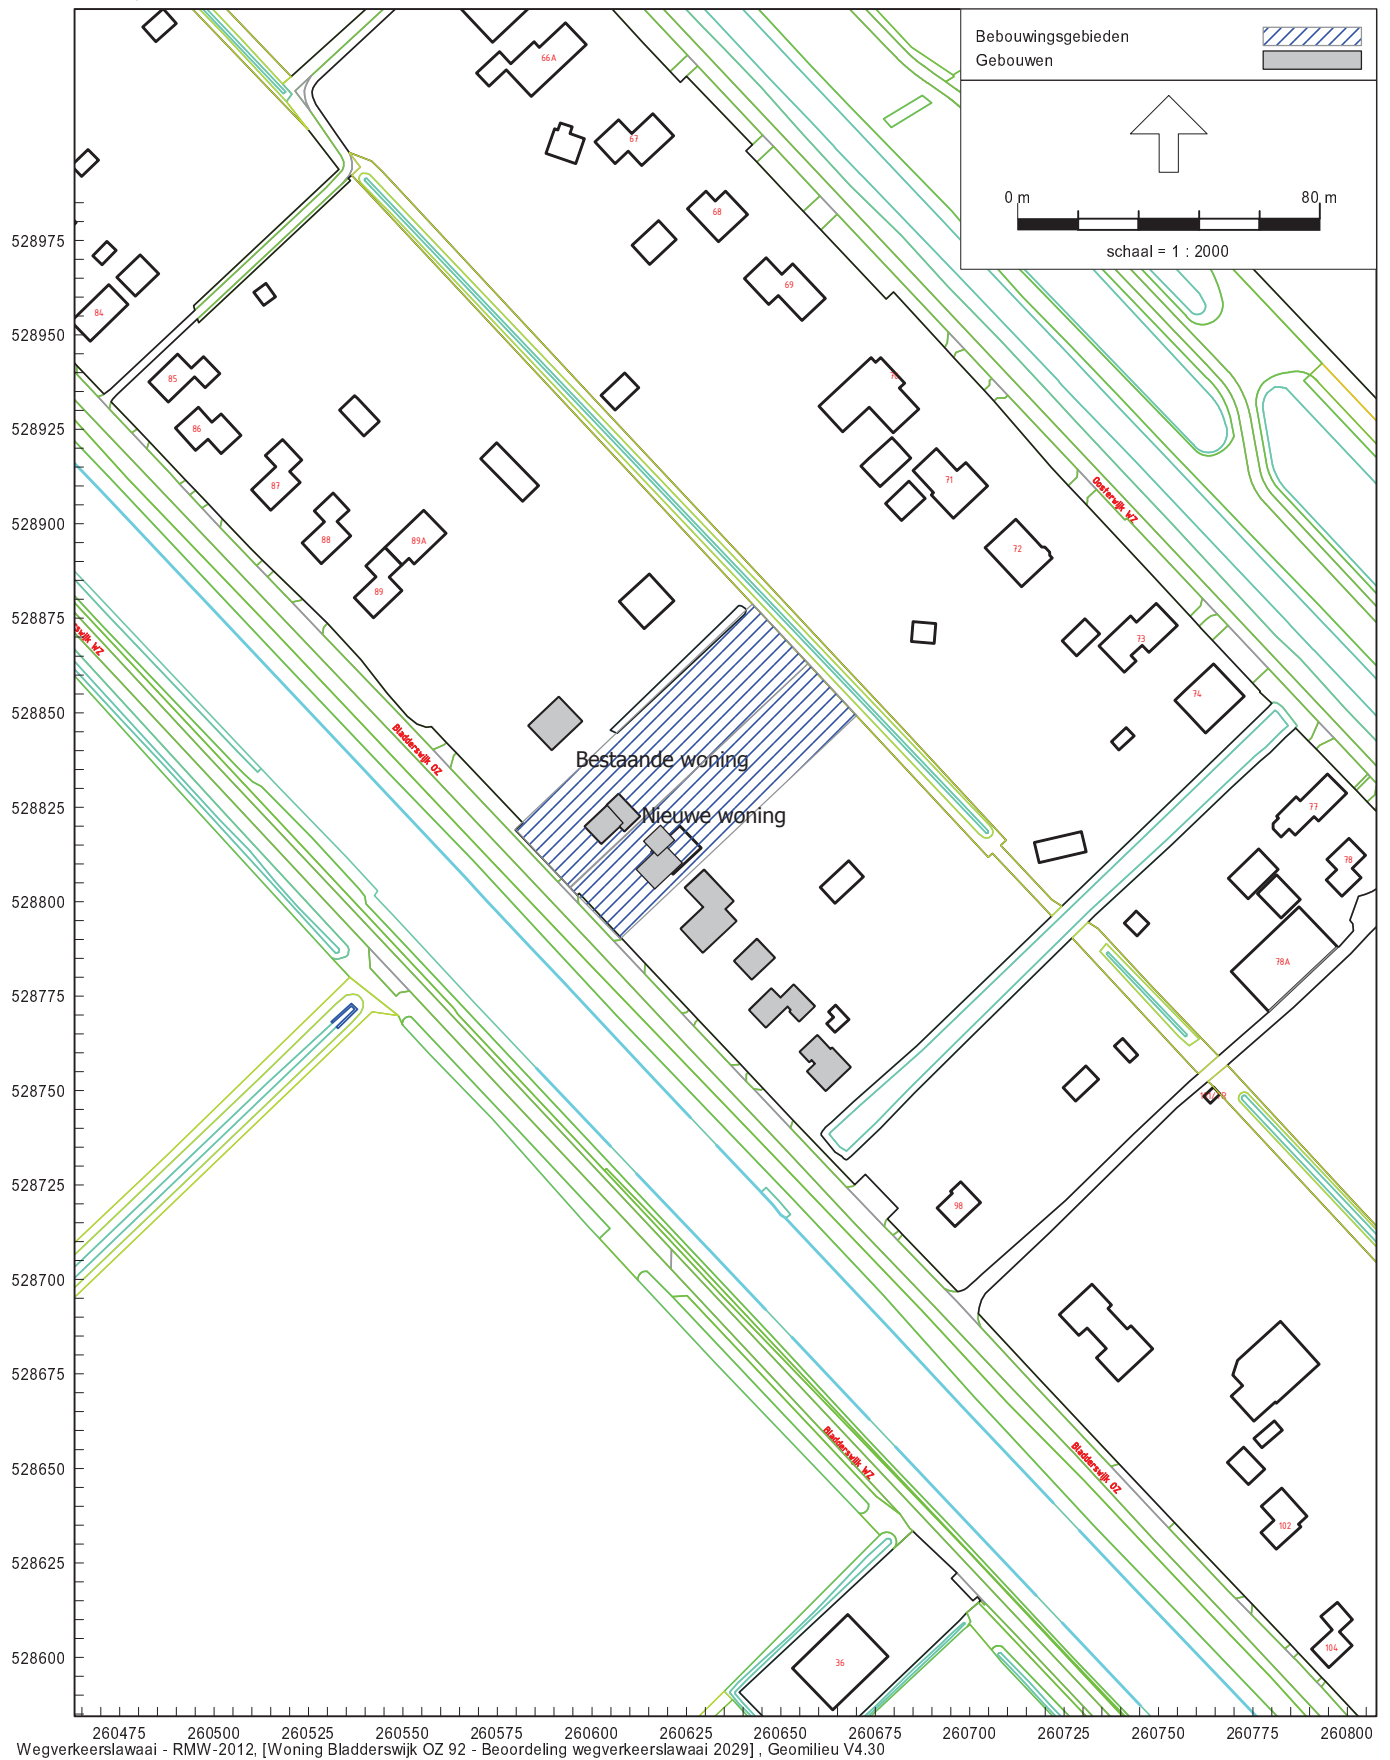 Bebouwingsgebieden
Gebouwen
0 m 80 m
schaal = 1 : 2000
66A
67
68
69
84
85
86
87
88
89A
89
71
72
73
74
77
78
78A
98
102
104
36
Oosterwijk WZ
swijk WZ
Bladderswijk OZ
Bestaande woning
Nieuwe woning
Bladderswijk WZ
Bladderswijk OZ
528975
528950
528925
528900
528875
528850
528825
528800
528775
528750
528725
528700
528675
528650
528625
528600
260475 260500 260525 260550 260575 260600 260625 260650 260675 260700 260725 260750 260775 260800
Wegverkeerslawaai - RMW-2012, [Woning Bladderswijk OZ 92 - Beoordeling wegverkeerslawaai 2029] , Geomilieu V4.30